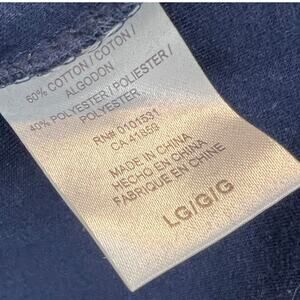 60% COTTON / COTON /
ALGODON
40% POLYESTER / POLIESTER /
POLYESTER
RN# 0101531
CA 41859
MADE IN CHINA
HECHO EN CHINA
FABRIQUE EN CHINE
LG/G/G